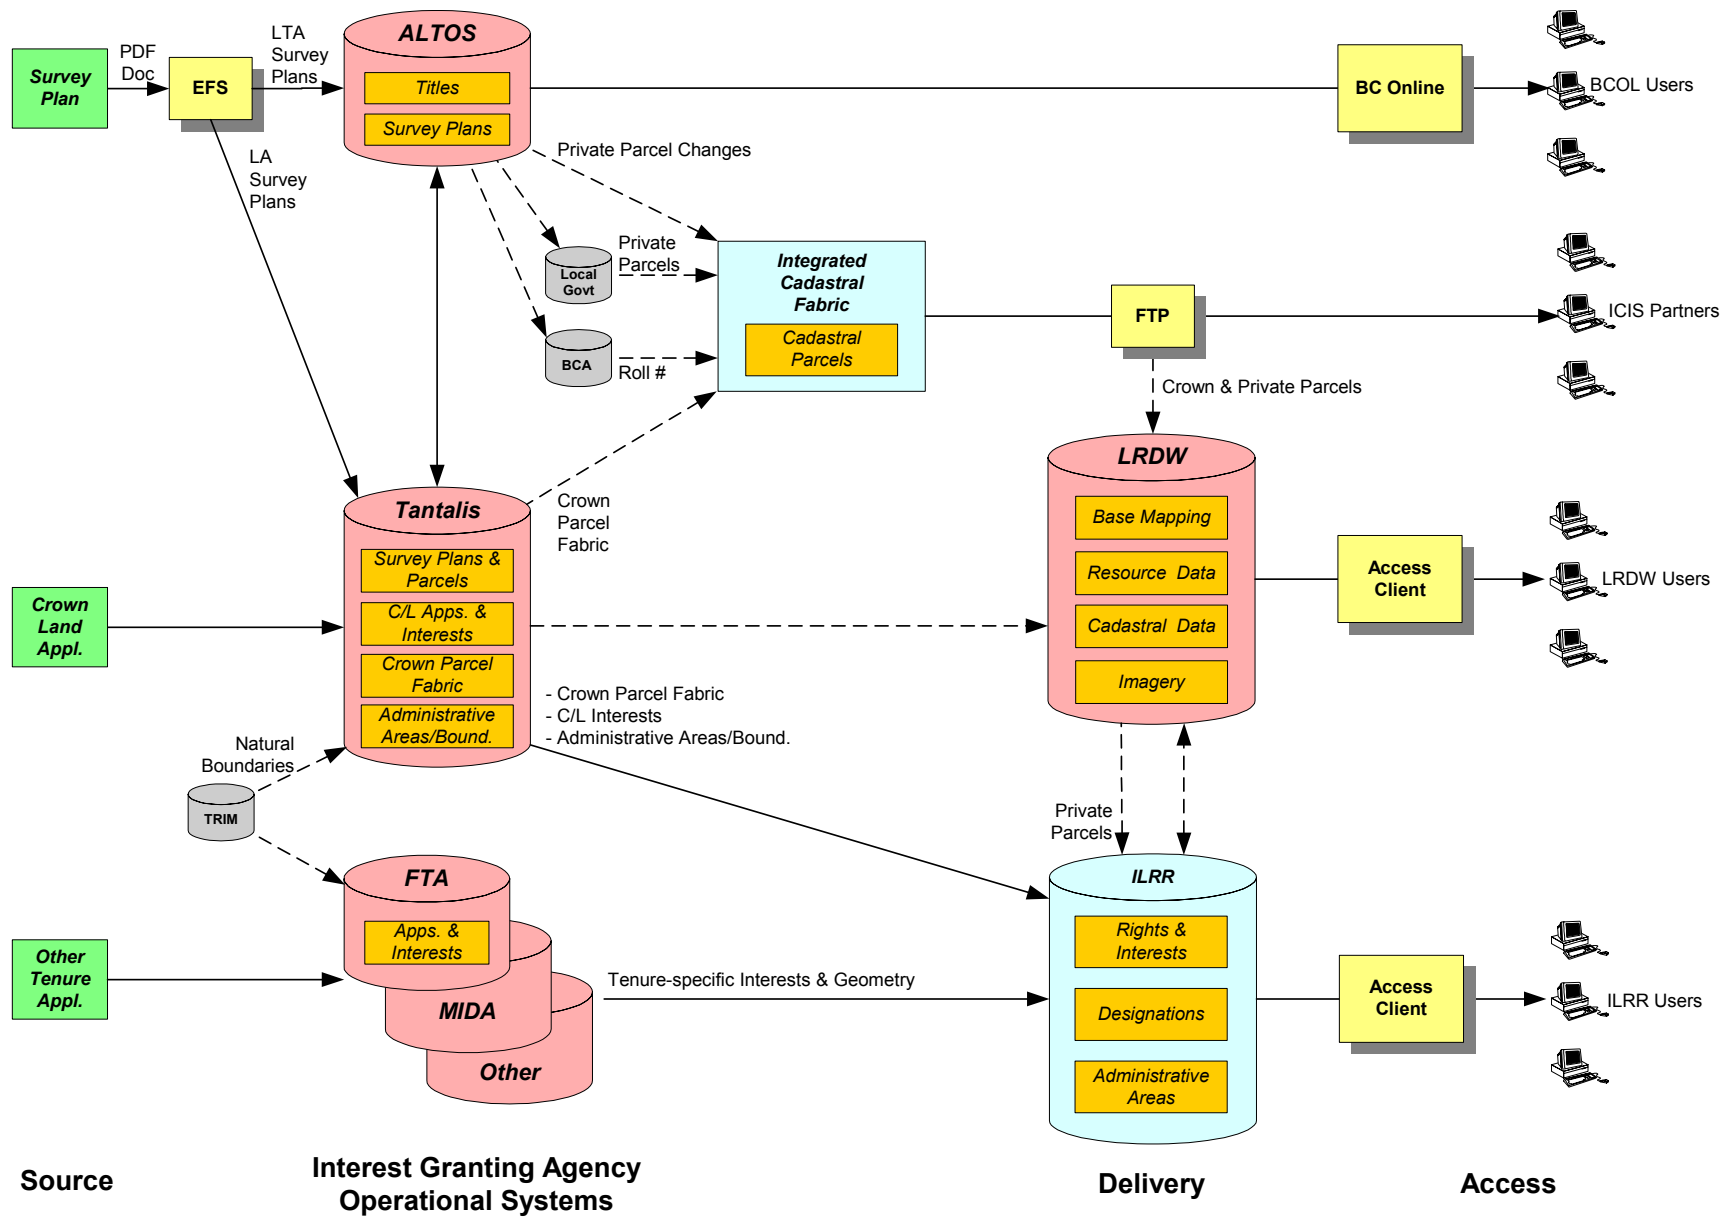 Survey
Plan
PDF
Doc
EFS
LTA
Survey
Plans
ALTOS
Titles
Survey Plans
BC Online
BCOL Users
LA
Survey
Plans
Private Parcel Changes
Local
Govt
Private
Parcels
BCA
Roll #
Integrated
Cadastral
Fabric
Cadastral
Parcels
FTP
ICIS Partners
Crown & Private Parcels
Crown
Parcel
Fabric
LRDW
Base Mapping
Resource Data
Cadastral Data
Imagery
Access
Client
LRDW Users
Crown
Land
Appl.
Tantalis
Survey Plans &
Parcels
C/L Apps. &
Interests
Crown Parcel
Fabric
Administrative
Areas/Bound.
- Crown Parcel Fabric
- C/L Interests
- Administrative Areas/Bound.
Natural
Boundaries
TRIM
Private
Parcels
Other
Tenure
Appl.
FTA
Apps. &
Interests
MIDA
Other
Tenure-specific Interests & Geometry
ILRR
Rights &
Interests
Designations
Administrative
Areas
Access
Client
ILRR Users
Source
Interest Granting Agency
Operational Systems
Delivery
Access